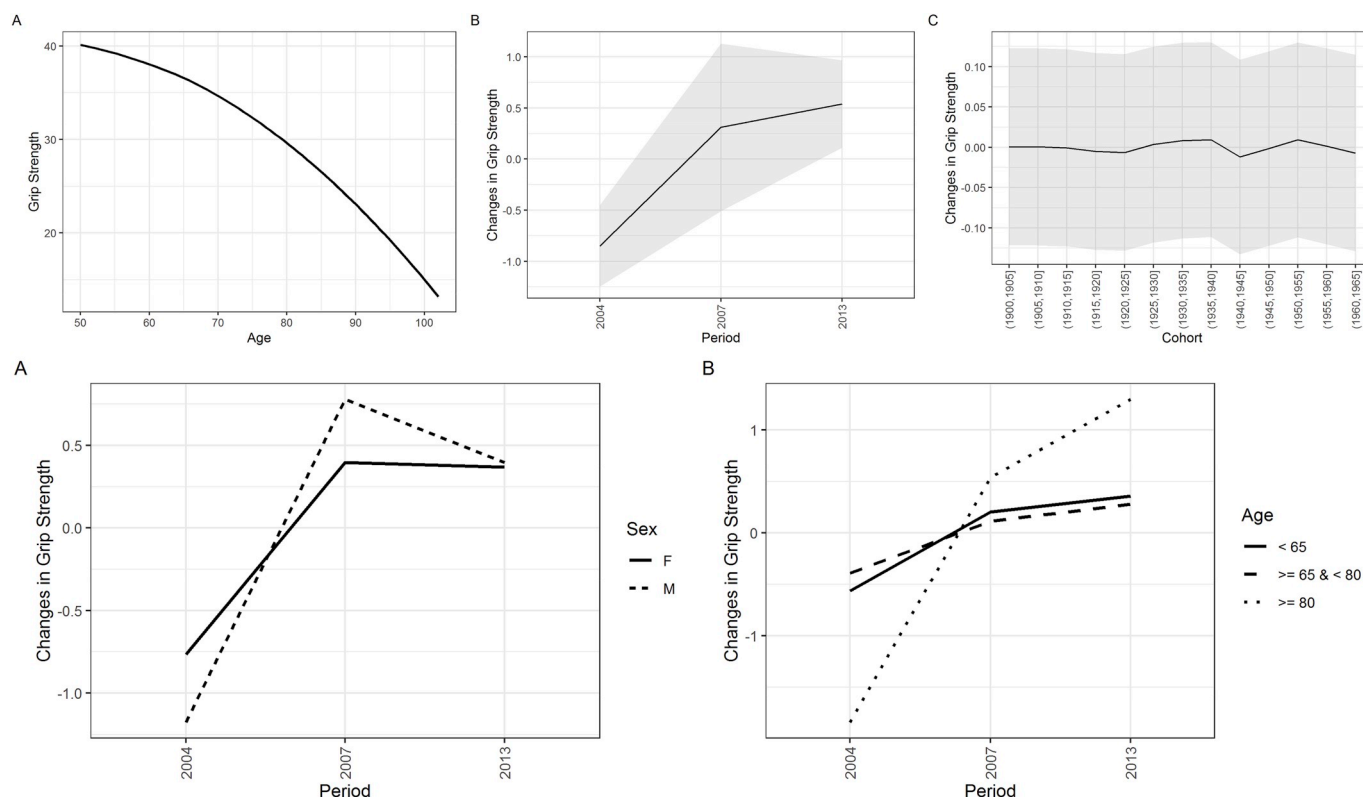 A
Grip Strength
40
30
20
50 60 70 80 90 100
Age
B
Changes in Grip Strength
1.0
0.5
0.0
-0.5
-1.0
2004 2007 2013
Period
C
Changes in Grip Strength
0.10
0.05
0.00
-0.05
-0.10
(1903,1905] (1905,1910] (1910,1915] (1915,1920] (1920,1925] (1925,1930] (1930,1935] (1935,1940] (1940,1945] (1945,1950] (1950,1955] (1955,1960] (1960,1965]
Cohort
A
Changes in Grip Strength
0.5
0.0
-0.5
-1.0
2004 2007 2013
Period
Sex
F
M
B
Changes in Grip Strength
1
0
-1
2004 2007 2013
Period
Age
< 65
>= 65 & < 80
>= 80